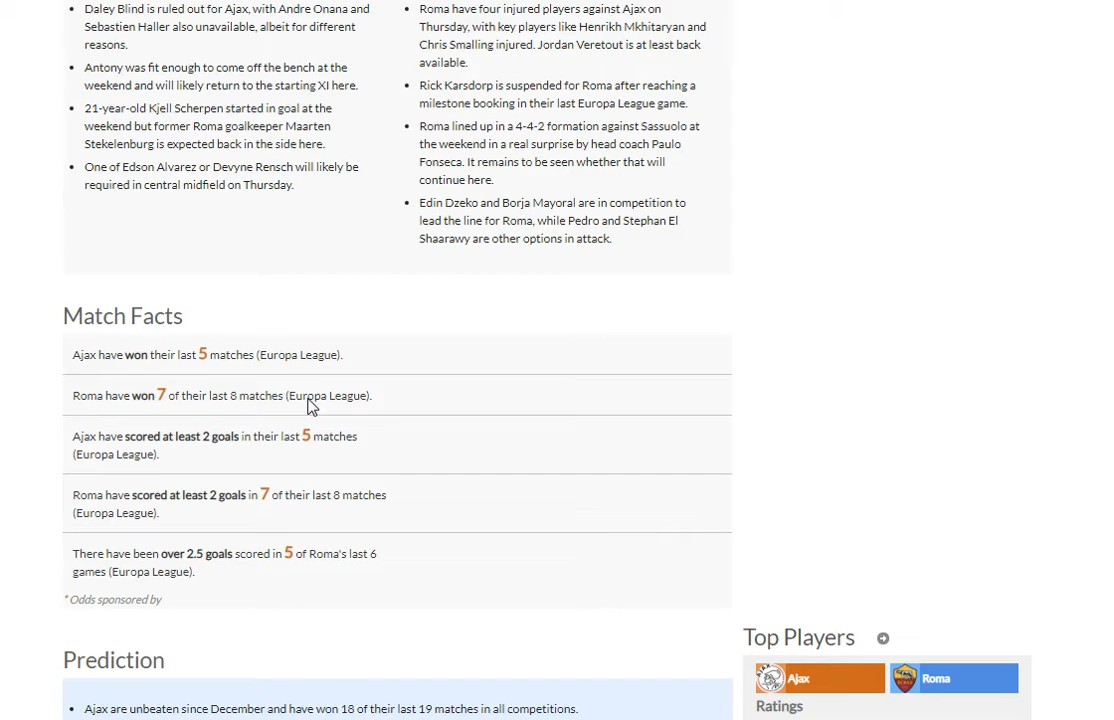 Daley Blind is ruled out for Ajax, with Andre Onana and
Sebastien Haller also unavailable, albeit for different
reasons.
Antony was fit enough to come off the bench at the
weekend and will likely return to the starting XI here.
21-year-old Kjell Scherpen started in goal at the
weekend but former Roma goalkeeper Maarten
Stekelenburg is expected back in the side here.
One of Edson Alvarez or Devyne Rensch will likely be
required in central midfield on Thursday.
Roma have four injured players against Ajax on
Thursday, with key players like Henrikh Mkhitaryan and
Chris Smalling injured. Jordan Veretout is at least back
available.
Rick Karsdorp is suspended for Roma after reaching a
milestone booking in their last Europa League game.
Roma lined up in a 4-4-2 formation against Sassuolo at
the weekend in a real surprise by head coach Paulo
Fonseca. It remains to be seen whether that will
continue here.
Edin Dzeko and Borja Mayoral are in competition to
lead the line for Roma, while Pedro and Stephan El
Shaarawy are other options in attack.
Match Facts
Ajax have won their last 5 matches (Europa League).
Roma have won 7 of their last 8 matches (Europa League).
Ajax have scored at least 2 goals in their last 5 matches
(Europa League).
Roma have scored at least 2 goals in 7 of their last 8 matches
(Europa League).
There have been over 2.5 goals scored in 5 of Roma's last 6
games (Europa League).
* Odds sponsored by
Prediction
Ajax are unbeaten since December and have won 18 of their last 19 matches in all competitions.
Top Players
Ajax
Roma
Ratings